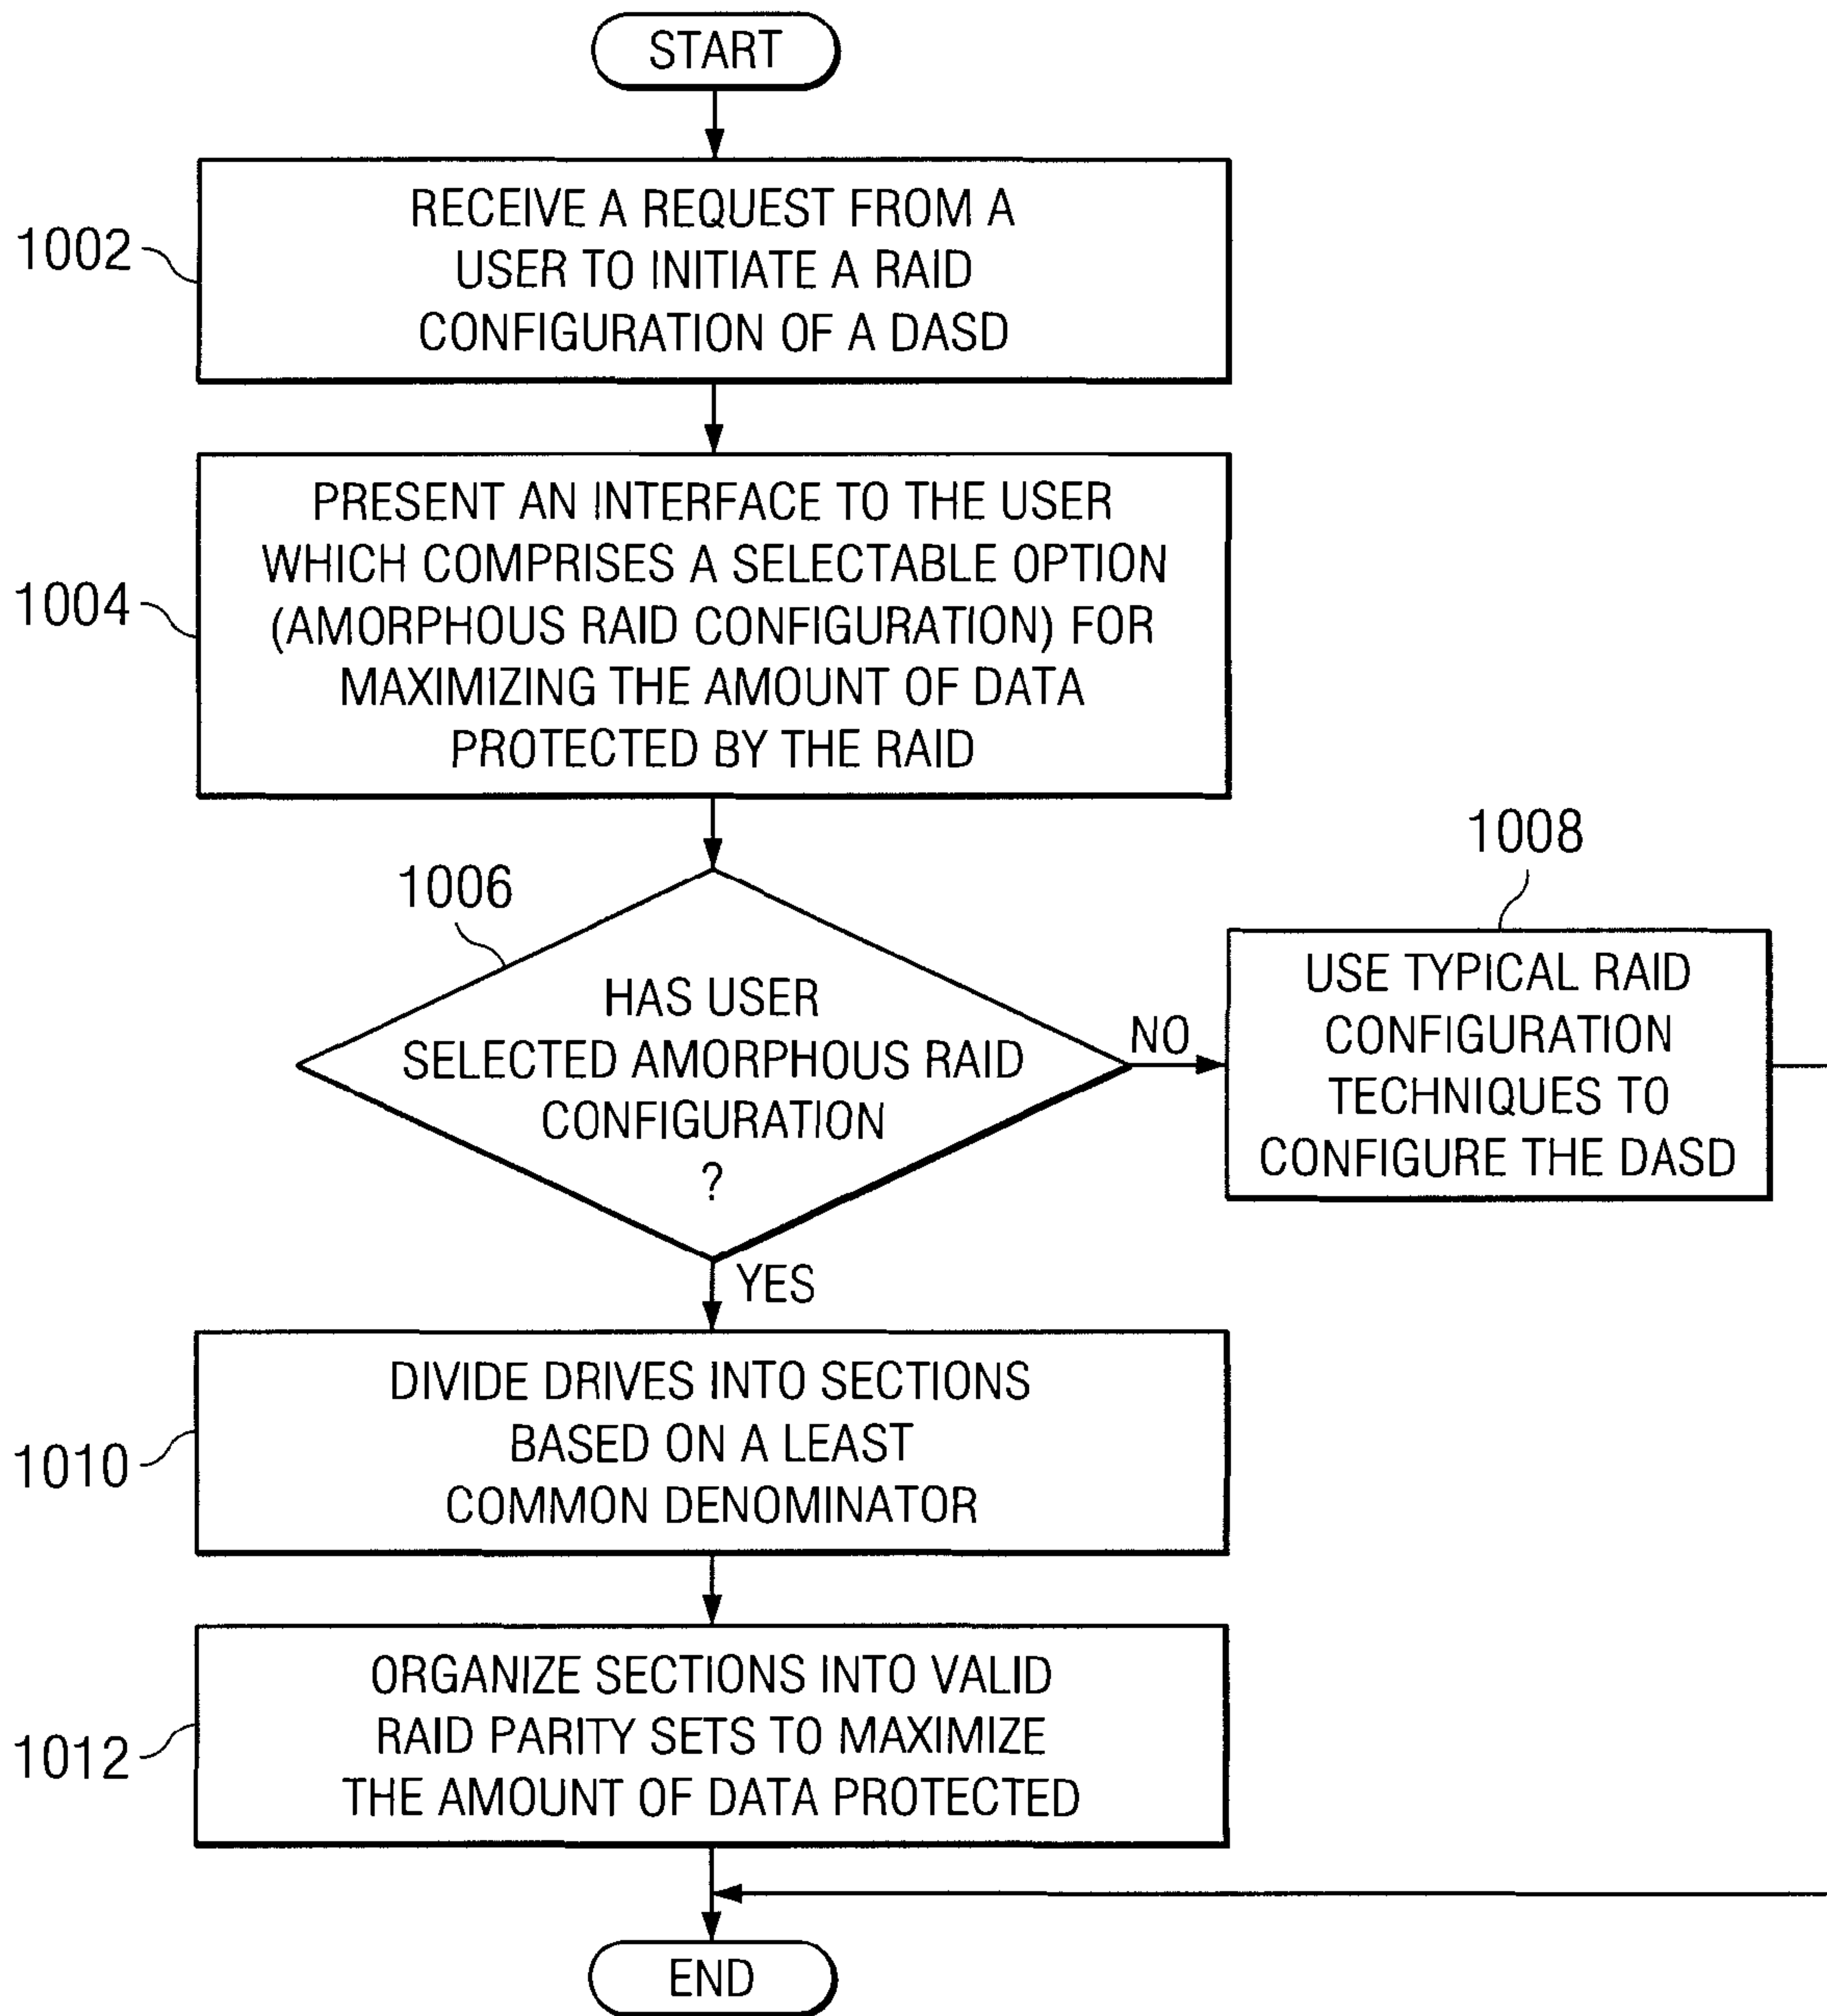 START
1002
RECEIVE A REQUEST FROM A
USER TO INITIATE A RAID
CONFIGURATION OF A DASD
1004
PRESENT AN INTERFACE TO THE USER
WHICH COMPRISES A SELECTABLE OPTION
(AMORPHOUS RAID CONFIGURATION) FOR
MAXIMIZING THE AMOUNT OF DATA
PROTECTED BY THE RAID
1006
HAS USER
SELECTED AMORPHOUS RAID
CONFIGURATION
?
NO
1008
USE TYPICAL RAID
CONFIGURATION
TECHNIQUES TO
CONFIGURE THE DASD
YES
1010
DIVIDE DRIVES INTO SECTIONS
BASED ON A LEAST
COMMON DENOMINATOR
1012
ORGANIZE SECTIONS INTO VALID
RAID PARITY SETS TO MAXIMIZE
THE AMOUNT OF DATA PROTECTED
END